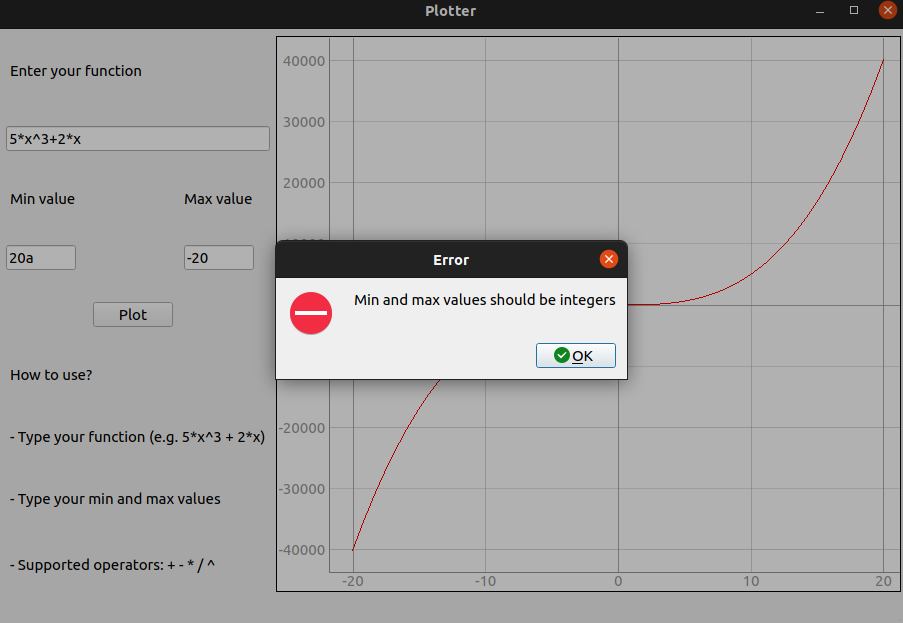 Plotter
Enter your function
5*x^3+2*x
Min value
Max value
20a
-20
Plot
How to use?
- Type your function (e.g. 5*x^3 + 2*x)
- Type your min and max values
- Supported operators: + - * / ^
40000
30000
20000
-20000
-30000
-40000
-20
-10
0
10
20
Error
Min and max values should be integers
OK